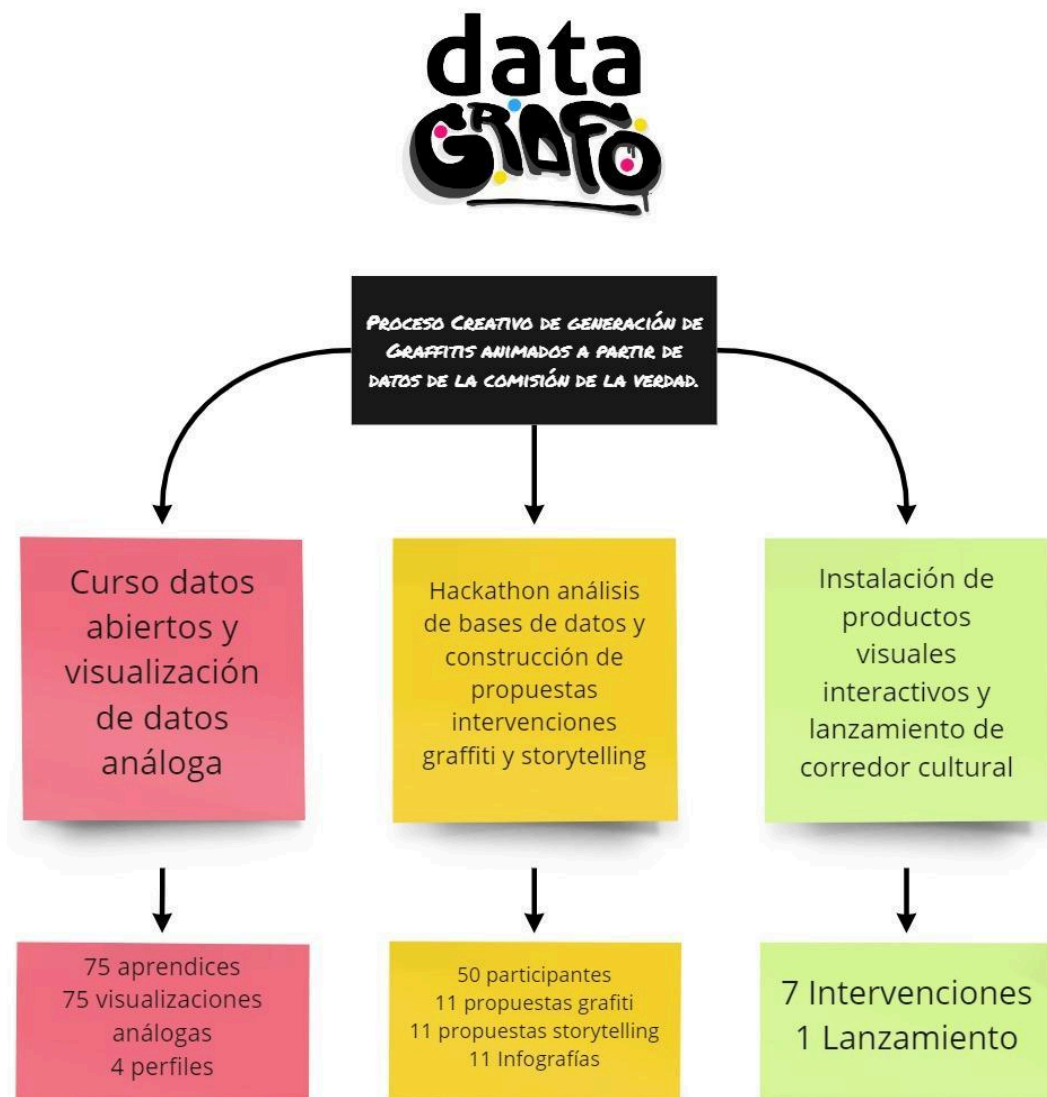 data
GRAFO
Proceso Creativo de generación de
Graffitis animados a partir de
datos de la comisión de la verdad.
Curso datos
abiertos y
visualización
de datos
análoga
Hackathon análisis
de bases de datos y
construcción de
propuestas
intervenciones
graffiti y storytelling
Instalación de
productos
visuales
interactivos y
lanzamiento de
corredor cultural
75 aprendices
75 visualizaciones
análogas
4 perfiles
50 participantes
11 propuestas grafiti
11 propuestas storytelling
11 Infografías
7 Intervenciones
1 Lanzamiento